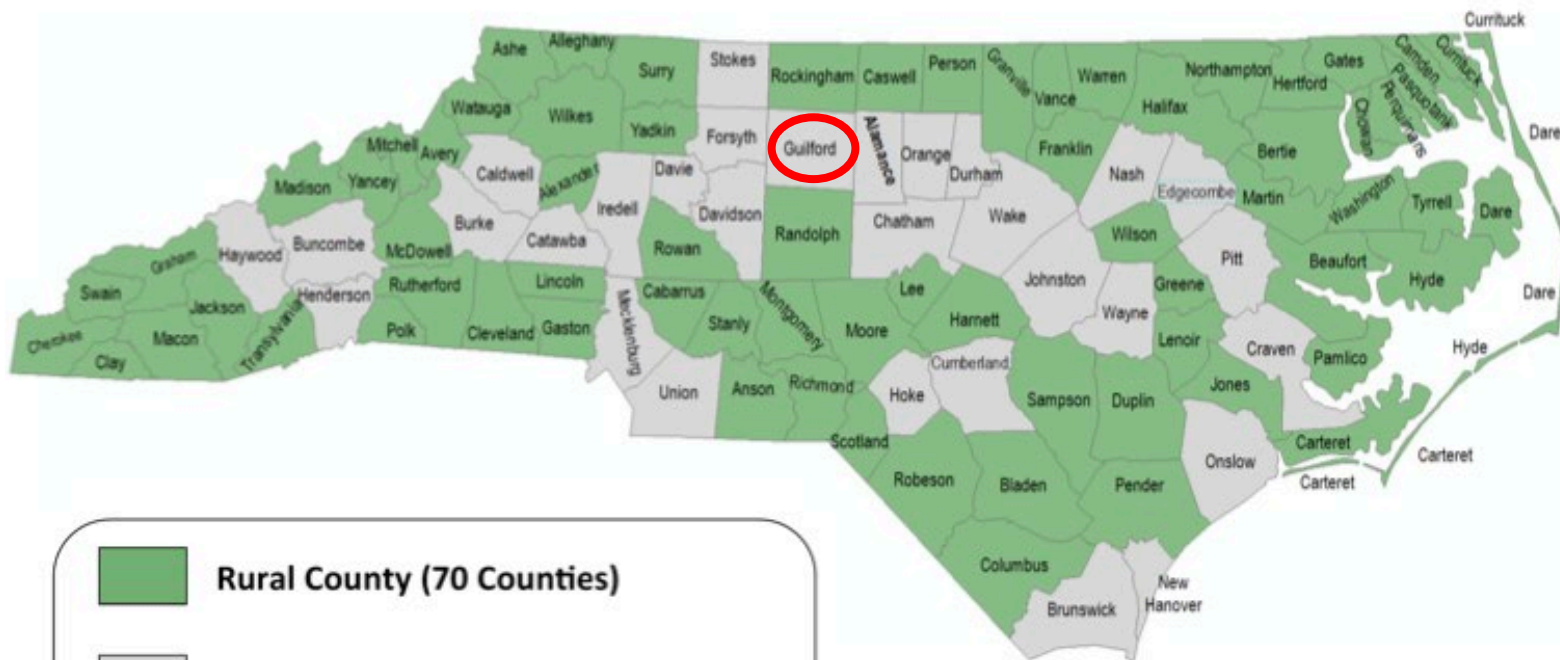 Currituck
Ashe
Alleghany
Surry
Stokes
Rockingham
Caswell
Person
Granville
Vance
Warren
Northampton
Hertford
Gates
Camden
Currituck
Pasquotank
Perquimans
Chowan
Halifax
Watauga
Wilkes
Yadkin
Forsyth
Guilford
Alamance
Orange
Durham
Franklin
Nash
Edgecombe
Bertie
Martin
Washington
Tyrrell
Dare
Dare
Mitchell
Avery
Caldwell
Alexander
Davie
Iredell
Davidson
Madison
Yancey
Burke
Catawba
Rowan
Randolph
Chatham
Wake
Wilson
Pitt
Beaufort
Hyde
Dare
Haywood
Buncombe
McDowell
Graham
Swain
Jackson
Henderson
Rutherford
Lincoln
Cabarrus
Montgomery
Lee
Johnston
Greene
Wayne
Cherokee
Macon
Clay
Transylvania
Polk
Cleveland
Gaston
Mecklenburg
Stanly
Moore
Harnett
Lenoir
Craven
Pamlico
Hyde
Union
Anson
Richmond
Hoke
Cumberland
Sampson
Duplin
Jones
Scotland
Robeson
Bladen
Pender
Onslow
Carteret
Carteret
Carteret
Columbus
Brunswick
New
Hanover
Rural County (70 Counties)